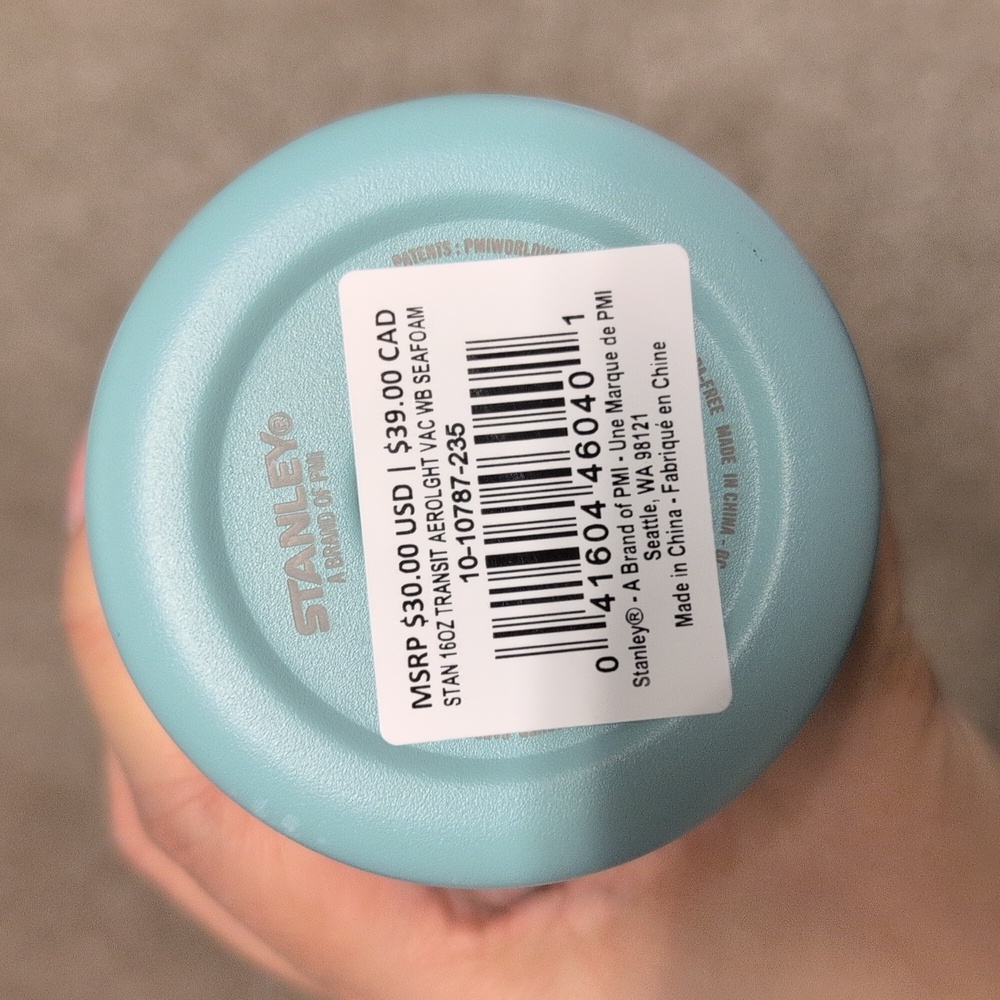 PATENTS : PMIWORLDWI
STANLEY®
A BRAND OF PMI
MSRP $30.00 USD | $39.00 CAD
STAN 16OZ TRANSIT AEROLGHT VAC WB SEAFOAM
10-10787-235
0 41604 46040 1
Stanley® - A Brand of PMI - Une Marque de PMI
Seattle, WA 98121
Made in China - Fabriqué en Chine
-FREE MADE IN CHINA -